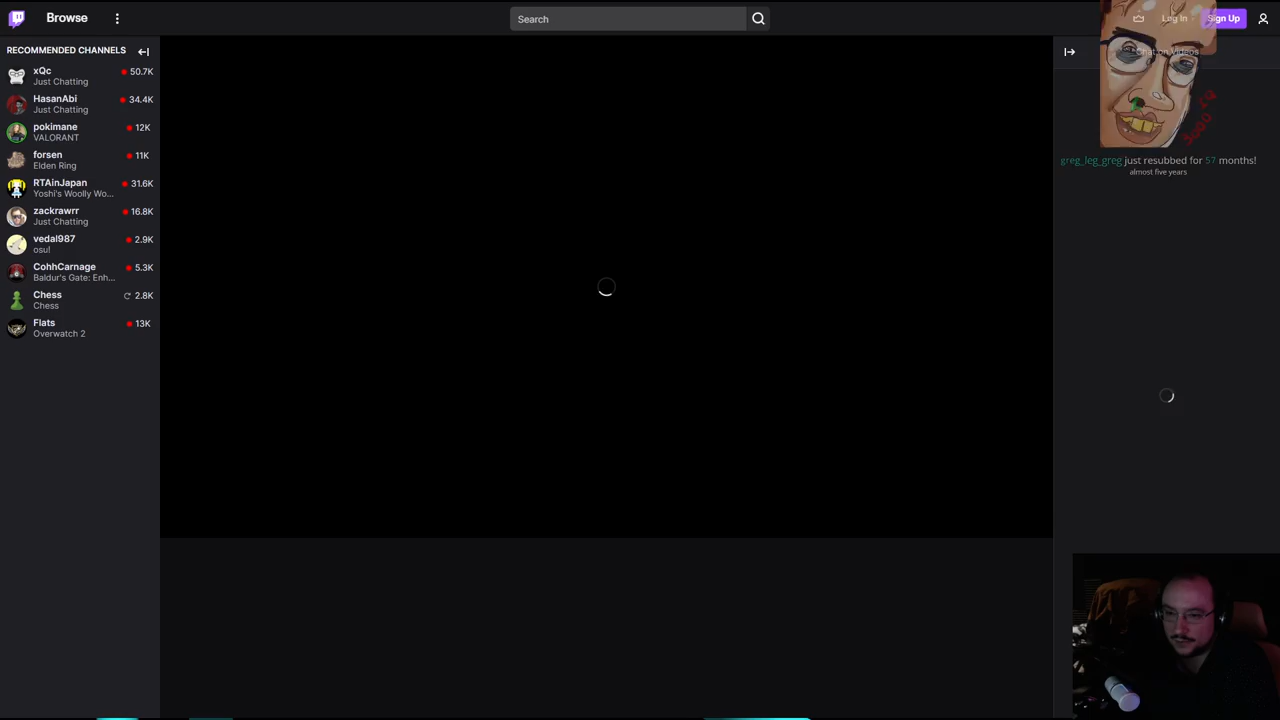 Browse
Search
Log In
Sign Up
RECOMMENDED CHANNELS
Chat on Videos
xQc
50.7K
Just Chatting
HasanAbi
34.4K
Just Chatting
pokimane
12K
VALORANT
forsen
11K
Elden Ring
RTAinJapan
31.6K
Yoshi's Woolly Wo...
zackrawrr
16.8K
Just Chatting
vedal987
2.9K
osu!
CohhCarnage
5.3K
Baldur's Gate: Enh...
Chess
2.8K
Chess
Flats
13K
Overwatch 2
greg_leg_greg just resubbed for 57 months!
almost five years